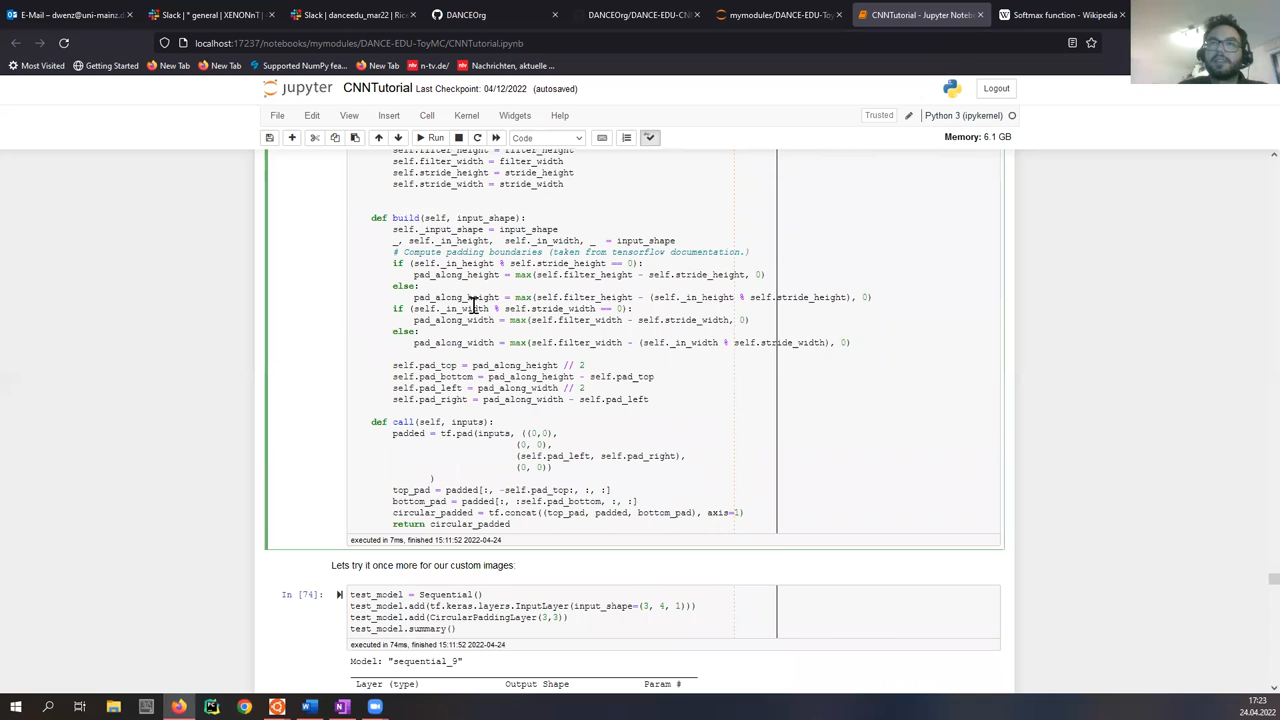 E-Mail – dwenz@uni-mainz.d
Slack | * general | XENONnT |
Slack | danceedu_mar22 | Rice
DANCEOrg
DANCEOrg/DANCE-EDU-CN
mymodules/DANCE-EDU-To
CNNTutorial - Jupyter Notebo
Softmax function - Wikipedia
localhost:17237/notebooks/mymodules/DANCE-EDU-ToyMC/CNNTutorial.ipynb
Most Visited Getting Started New Tab New Tab Supported NumPy fea... New Tab n-tv.de/ Nachrichten, aktuelle ...
jupyter CNNTutorial Last Checkpoint: 04/12/2022 (autosaved) Logout
File Edit View Insert Cell Kernel Widgets Help Trusted Python 3 (ipykernel)
Run Code Memory: 6.1 GB
self.filter_height = filter_height
self.filter_width = filter_width
self.stride_height = stride_height
self.stride_width = stride_width
def build(self, input_shape):
self._input_shape = input_shape
_, self._in_height, self._in_width, _ = input_shape
# Compute padding boundaries (taken from tensorflow documentation.)
if (self._in_height % self.stride_height == 0):
pad_along_height = max(self.filter_height - self.stride_height, 0)
else:
pad_along_height = max(self.filter_height - (self._in_height % self.stride_height), 0)
if (self._in_width % self.stride_width == 0):
pad_along_width = max(self.filter_width - self.stride_width, 0)
else:
pad_along_width = max(self.filter_width - (self._in_width % self.stride_width), 0)
self.pad_top = pad_along_height // 2
self.pad_bottom = pad_along_height - self.pad_top
self.pad_left = pad_along_width // 2
self.pad_right = pad_along_width - self.pad_left
def call(self, inputs):
padded = tf.pad(inputs, ((0,0),
(0, 0),
(self.pad_left, self.pad_right),
(0, 0))
)
top_pad = padded[:, -self.pad_top:, :, :]
bottom_pad = padded[:, :self.pad_bottom, :, :]
circular_padded = tf.concat((top_pad, padded, bottom_pad), axis=1)
return circular_padded
executed in 7ms, finished 15:11:52 2022-04-24
Lets try it once more for our custom images:
In [74]:
test_model = Sequential()
test_model.add(tf.keras.layers.InputLayer(input_shape=(3, 4, 1)))
test_model.add(CircularPaddingLayer(3,3))
test_model.summary()
executed in 74ms, finished 15:11:52 2022-04-24
Model: "sequential_9"
Layer (type) Output Shape Param #
17:23
24.04.2022